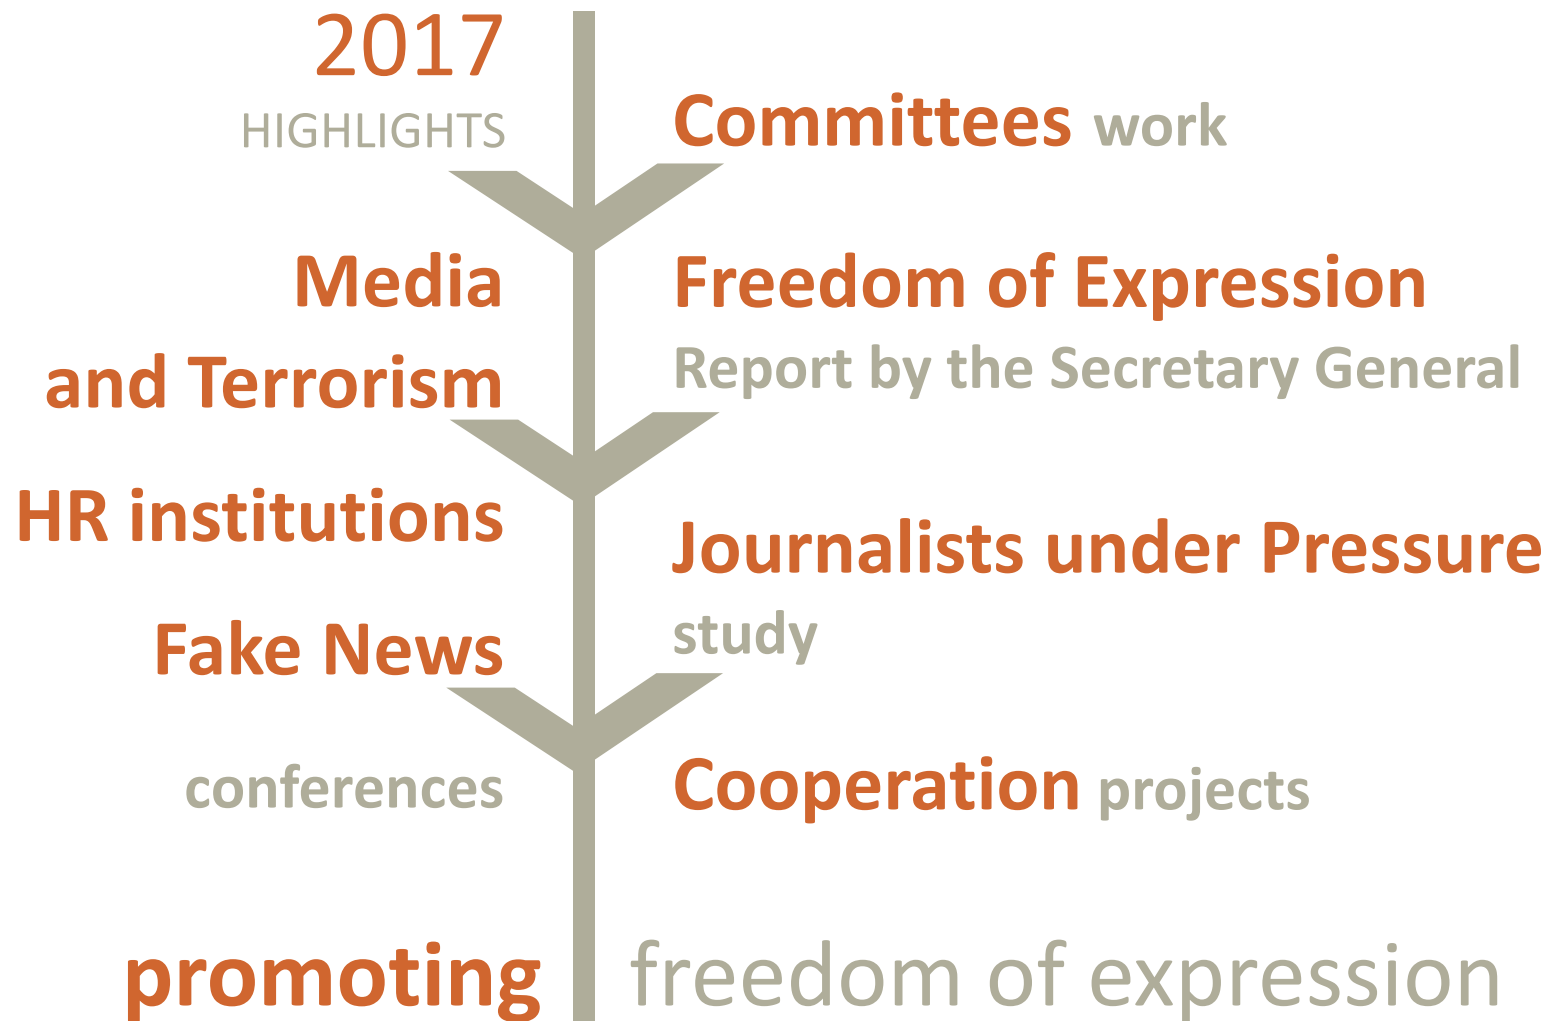 2017
HIGHLIGHTS
Media
and Terrorism
HR institutions
Fake News
conferences
Committees work
Freedom of Expression
Report by the Secretary General
Journalists under Pressure
study
Cooperation projects
promoting freedom of expression